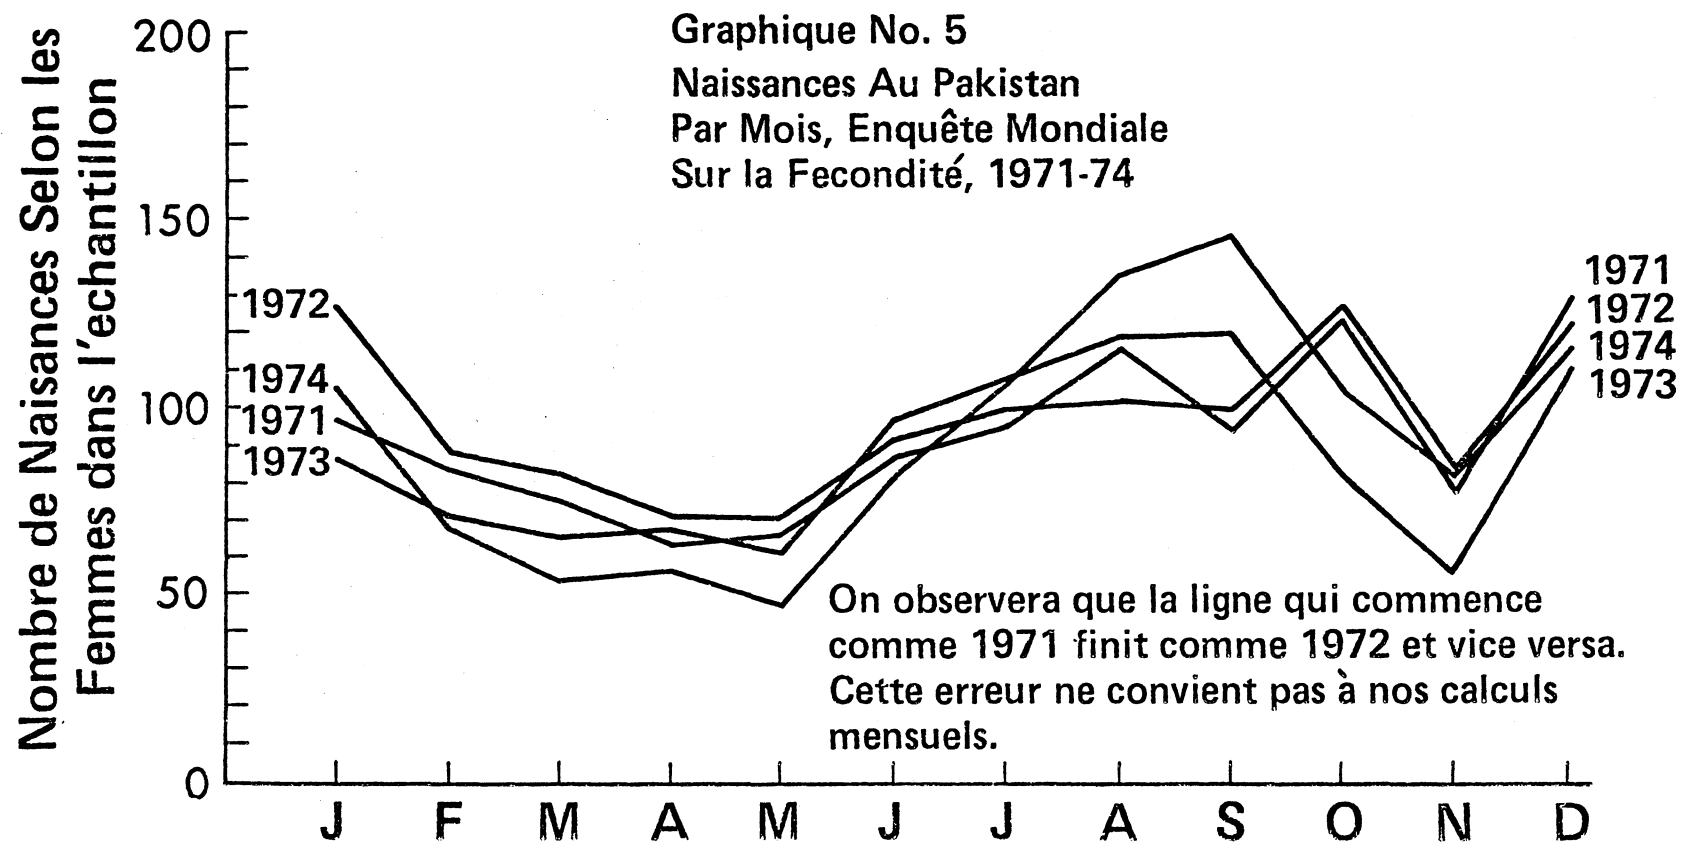 Graphique No. 5
Naissances Au Pakistan
Par Mois, Enquête Mondiale
Sur la Fecondité, 1971-74
Nombre de Naisances Selon les
Femmes dans l'echantillon
200
150
100
50
0
1972
1974
1971
1973
1971
1972
1974
1973
On observera que la ligne qui commence
comme 1971 finit comme 1972 et vice versa.
Cette erreur ne convient pas à nos calculs
mensuels.
J F M A M J J A S O N D